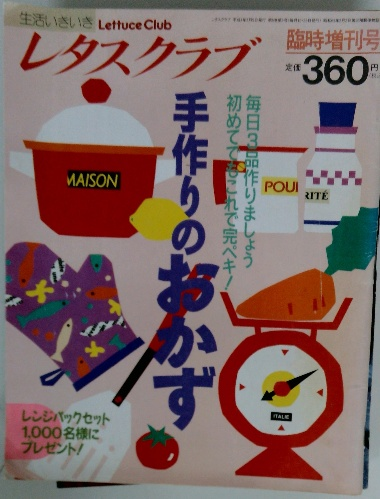 生活いきいき Lettuce Club
レタスクラブ
臨時増刊号
定価 360円
毎日3品作りましょう
初めてでもこれで完ペキ!
手作りのおかず
MAISON
POUI
RITÉ
ITALIE
レンジパックセット
1,000名様に
プレゼント!